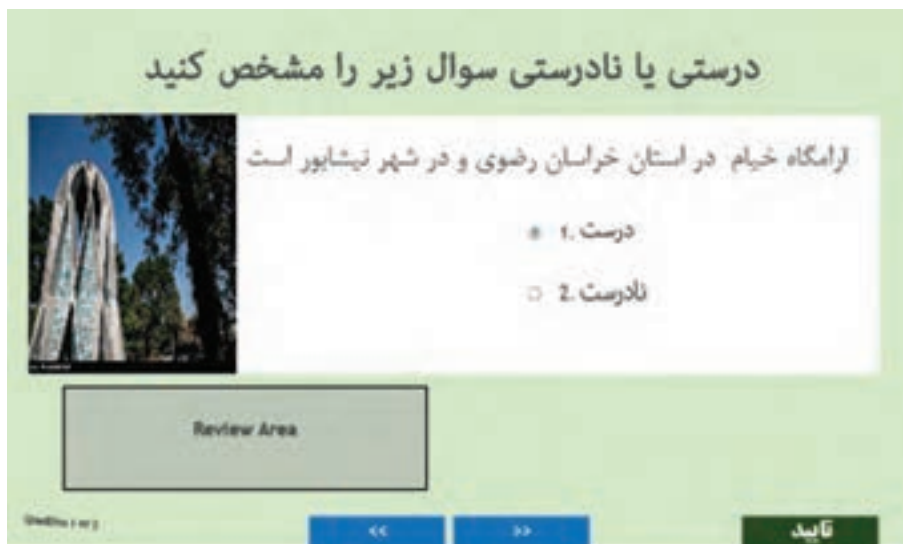 درستی یا نادرستی سوال زیر را مشخص کنید
ارامگاه خیام در استان خراسان رضوی و در شهر نیشابور است
1. درست
2. نادرست
Review Area
<<
>>
تایید